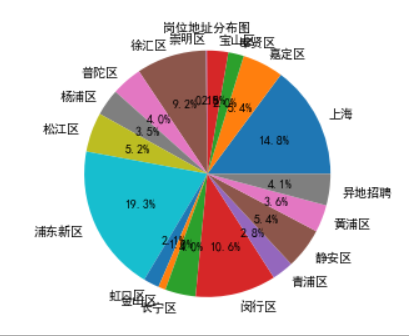 岗位地址分布图
崇明区
宝山区
奉贤区
徐汇区
嘉定区
普陀区
9.2%
杨浦区
4.0%
上海
3.5%
14.8%
松江区
5.2%
4.1%
异地招聘
19.3%
3.6%
黄浦区
浦东新区
5.4%
2.8%
10.6%
4.0%
静安区
青浦区
虹口区
金山区
长宁区
闵行区